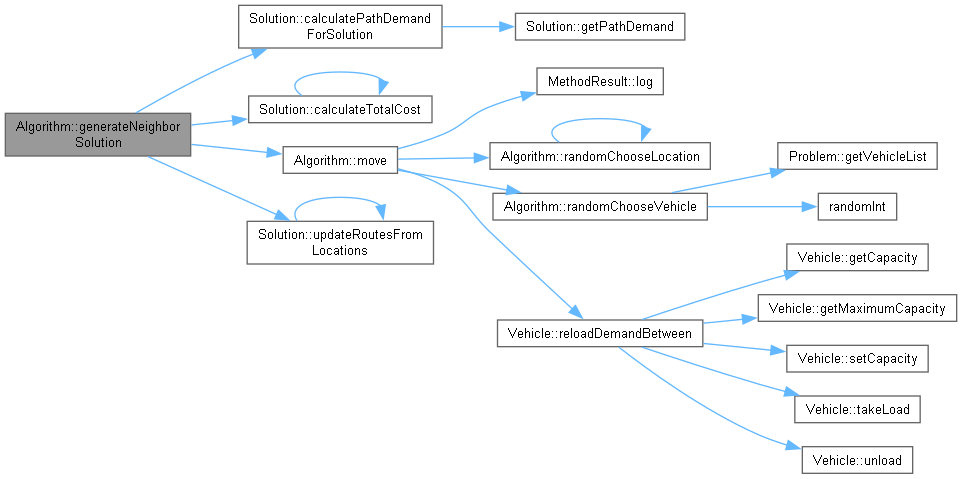 Solution::calculatePathDemand
ForSolution
Solution::getPathDemand
MethodResult::log
Solution::calculateTotalCost
Algorithm::generateNeighbor
Solution
Algorithm::move
Algorithm::randomChooseLocation
Problem::getVehicleList
Algorithm::randomChooseVehicle
randomInt
Solution::updateRoutesFrom
Locations
Vehicle::getCapacity
Vehicle::getMaximumCapacity
Vehicle::reloadDemandBetween
Vehicle::setCapacity
Vehicle::takeLoad
Vehicle::unload